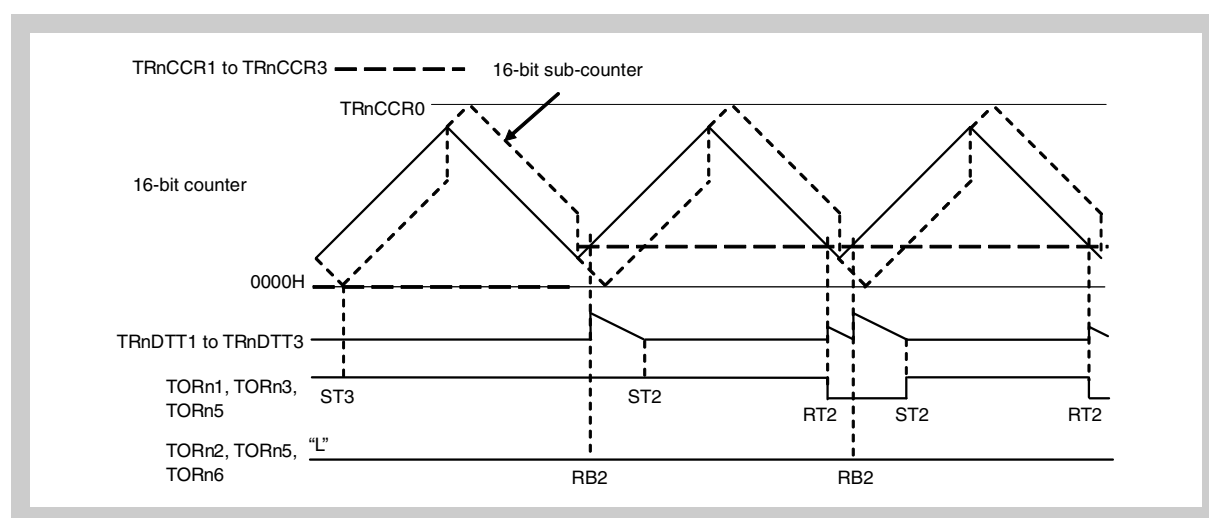 TRnCCR1 to TRnCCR3
16-bit sub-counter
TRnCCR0
16-bit counter
0000H
TRnDTT1 to TRnDTT3
TORn1, TORn3,
TORn5
ST3
ST2
RT2
ST2
RT2
TORn2, TORn5,
TORn6
“L”
RB2
RB2